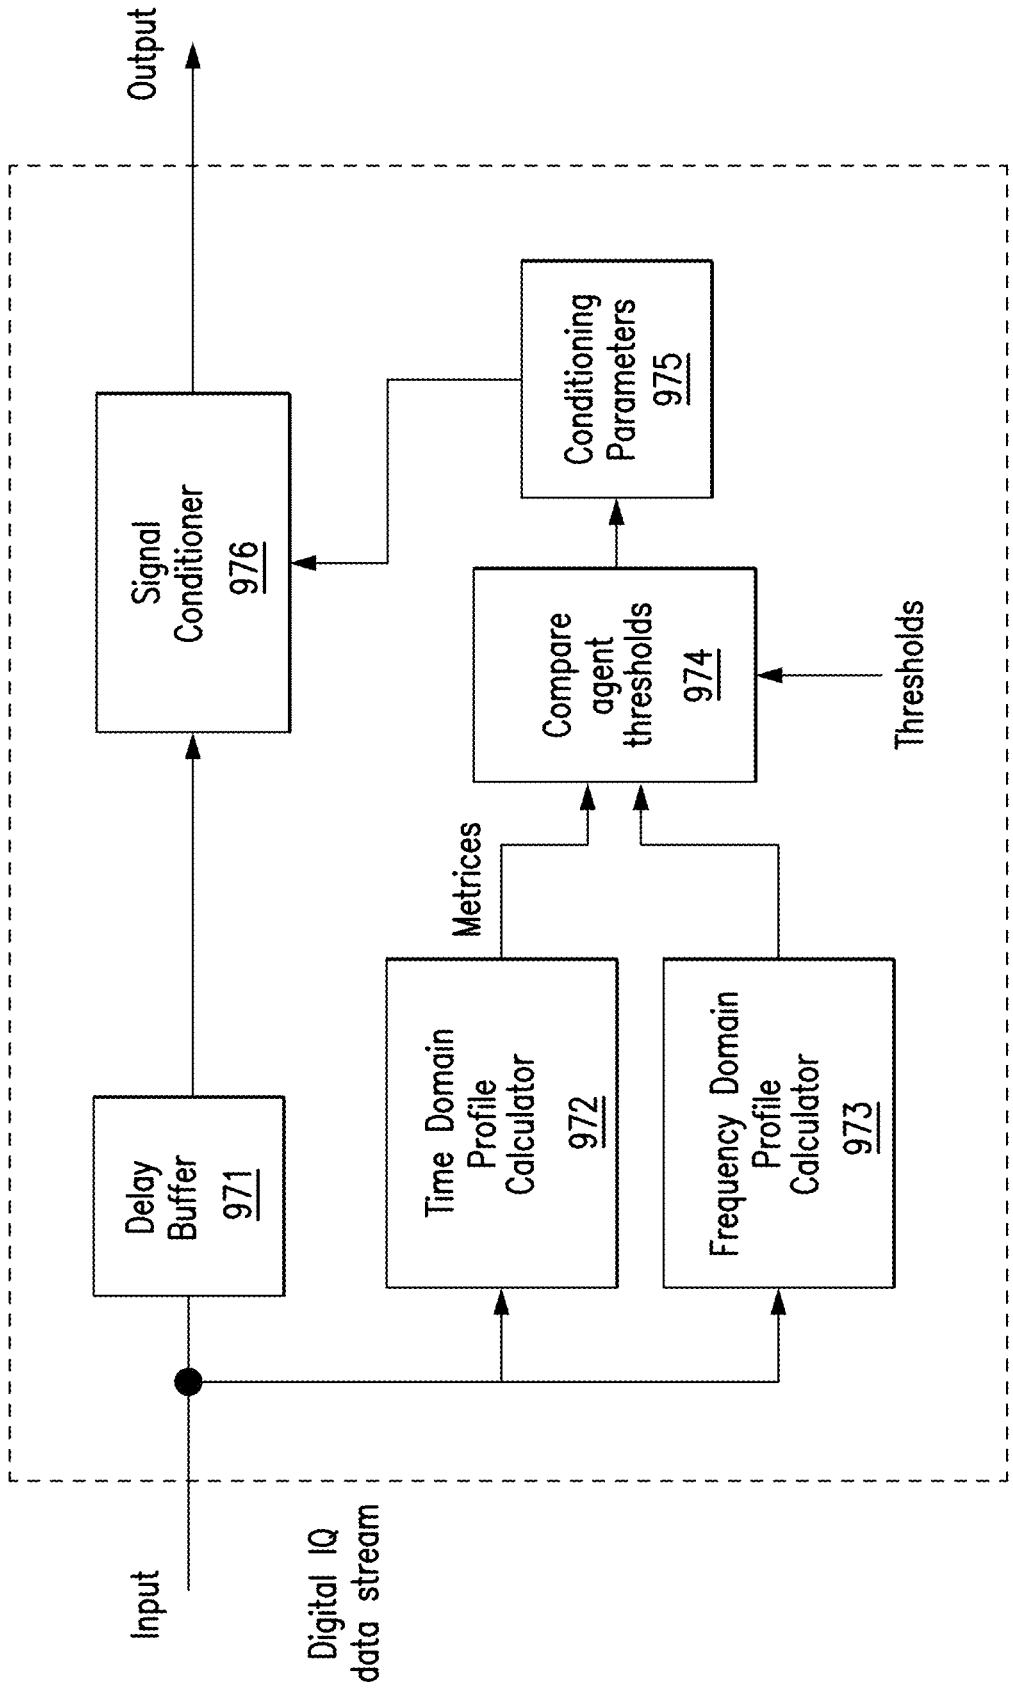 Input
Digital IQ
data stream
Delay
Buffer
971
Signal
Conditioner
976
Output
Time Domain
Profile
Calculator
972
Metrices
Frequency Domain
Profile
Calculator
973
Compare
agent
thresholds
974
Thresholds
Conditioning
Parameters
975